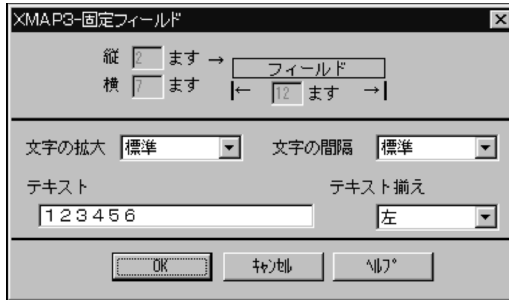 XMAP3-固定フィールド
縦 2 ます → フィールド
横 7 ます |← 12 ます →|
文字の拡大 標準 文字の間隔 標準
テキスト テキスト揃え
１２３４５６ 左
OK ｷｬﾝｾﾙ ﾍﾙﾌﾟ